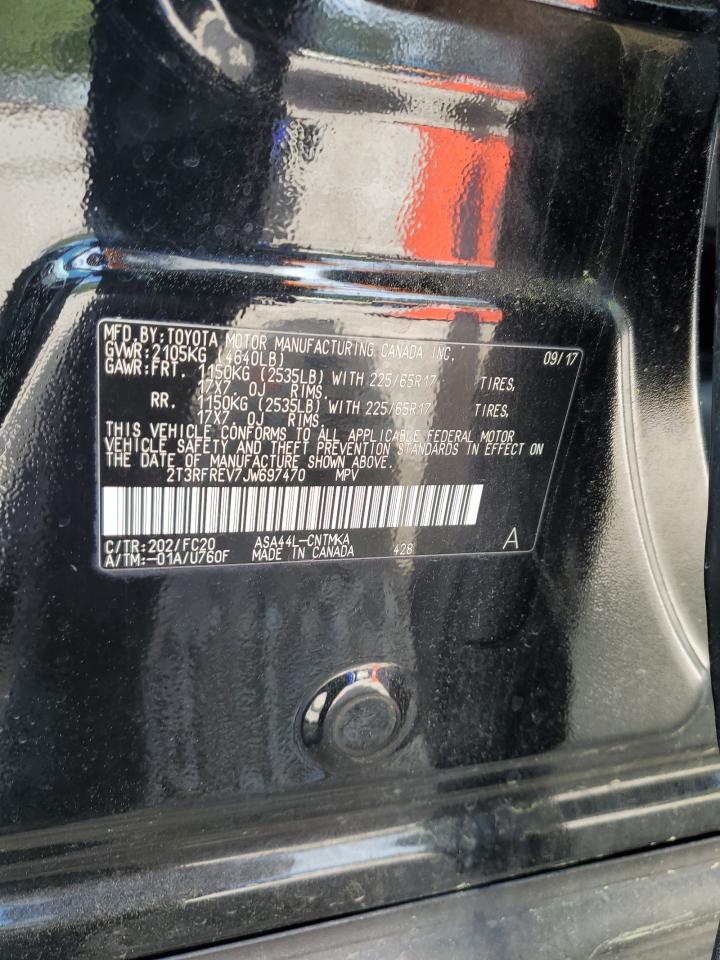 MFD.BY:TOYOTA MOTOR MANUFACTURING CANADA INC. 09/17
GVWR:2105KG (4640LB)
GAWR:FRT. 1150KG (2535LB) WITH 225/65R17 TIRES,
17X7 0J RIMS.
RR. 1150KG (2535LB) WITH 225/65R17 TIRES,
17X7 0J RIMS.
THIS VEHICLE CONFORMS TO ALL APPLICABLE FEDERAL MOTOR
VEHICLE SAFETY AND THEFT PREVENTION STANDARDS IN EFFECT ON
THE DATE OF MANUFACTURE SHOWN ABOVE.
2T3RFREV7JW697470 MPV
C/TR:202/FC20 ASA44L-CNTMKA 428 A
A/TM:-01A/U760F MADE IN CANADA